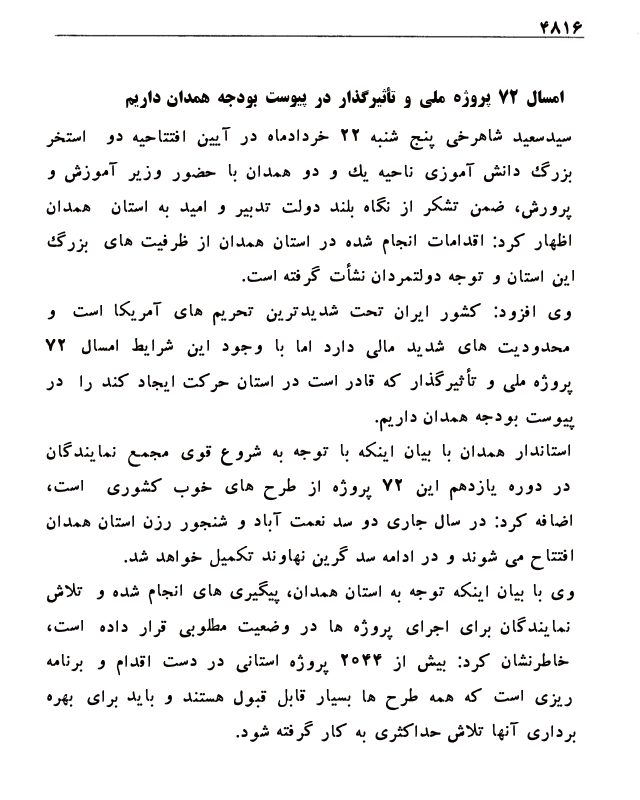 ۴۸۱۶
امسال ۷۲ پروژه ملی و تأثیرگذار در پیوست بودجه همدان داریم
سیدسعید شاهرخی پنج شنبه ۲۲ خردادماه در آیین افتتاحیه دو استخر
بزرگ دانش آموزی ناحیه یك و دو همدان با حضور وزیر آموزش و
پرورش، ضمن تشکر از نگاه بلند دولت تدبیر و امید به استان همدان
اظهار کرد: اقدامات انجام شده در استان همدان از ظرفیت های بزرگ
این استان و توجه دولتمردان نشأت گرفته است.
وی افزود: کشور ایران تحت شدیدترین تحریم های آمریکا است و
محدودیت های شدید مالی دارد اما با وجود این شرایط امسال ۷۲
پروژه ملی و تأثیرگذار که قادر است در استان حرکت ایجاد کند را در
پیوست بودجه همدان داریم.
استاندار همدان با بیان اینکه با توجه به شروع قوی مجمع نمایندگان
در دوره یازدهم این ۷۲ پروژه از طرح های خوب کشوری است،
اضافه کرد: در سال جاری دو سد نعمت آباد و شنجور رزن استان همدان
افتتاح می شوند و در ادامه سد گرین نهاوند تکمیل خواهد شد.
وی با بیان اینکه توجه به استان همدان، پیگیری های انجام شده و تلاش
نمایندگان برای اجرای پروژه ها در وضعیت مطلوبی قرار داده است،
خاطرنشان کرد: بیش از ۲۰۴۴ پروژه استانی در دست اقدام و برنامه
ریزی است که همه طرح ها بسیار قابل قبول هستند و باید برای بهره
برداری آنها تلاش حداکثری به کار گرفته شود.